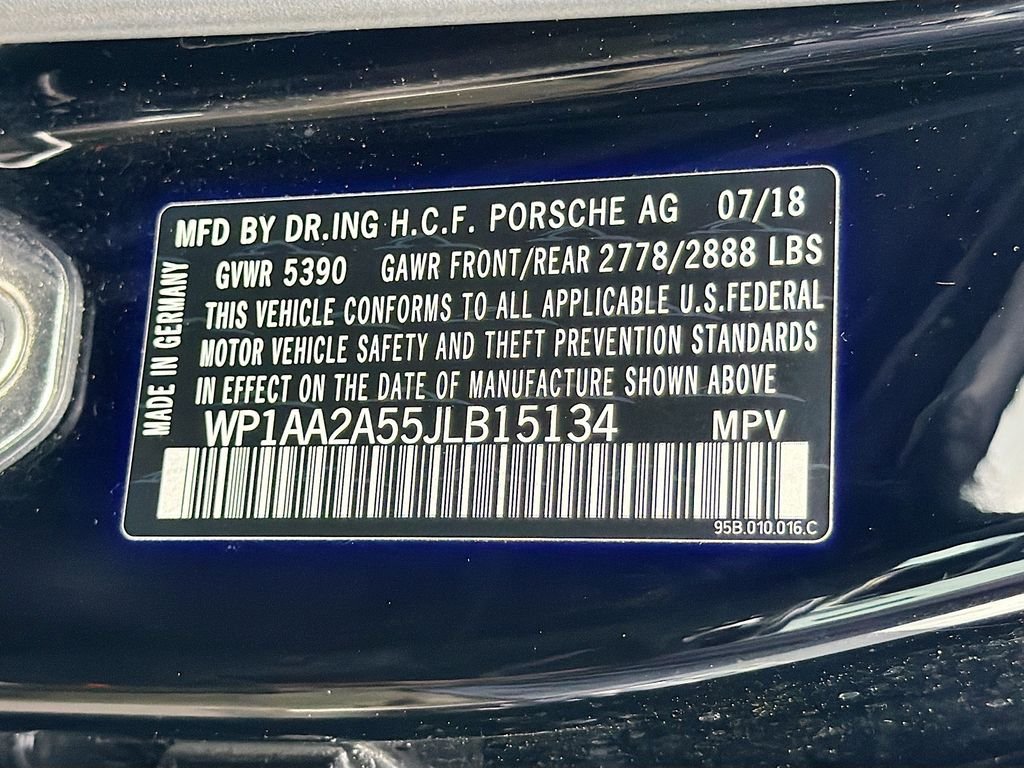 MFD BY DR.ING H.C.F. PORSCHE AG 07/18
GVWR 5390 GAWR FRONT/REAR 2778/2888 LBS
THIS VEHICLE CONFORMS TO ALL APPLICABLE U.S.FEDERAL
MOTOR VEHICLE SAFETY AND THEFT PREVENTION STANDARDS
IN EFFECT ON THE DATE OF MANUFACTURE SHOWN ABOVE
WP1AA2A55JLB15134 MPV
95B.010.016.C
MADE IN GERMANY